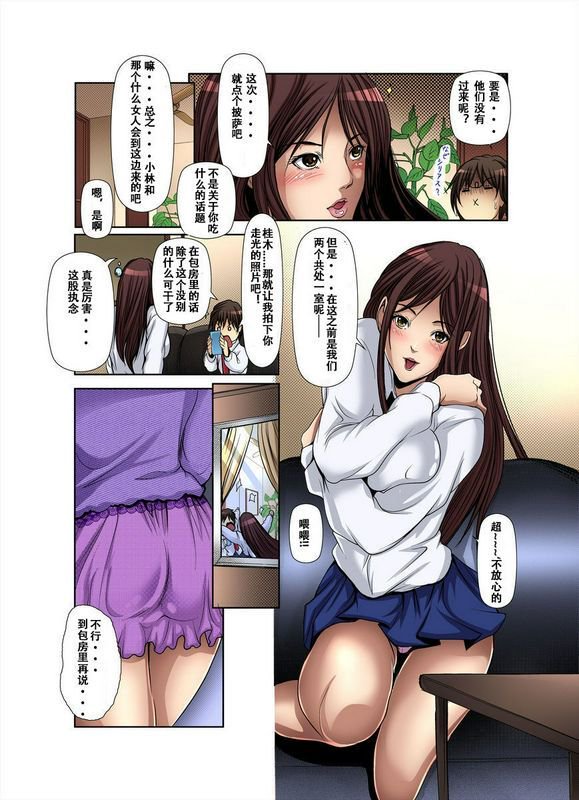 要是・・・
他们没有
过来呢?
なぜ
シリアス?
这次
・・・・
就点个披萨吧
嘛・・・总之・・・小林和
那个什么女人会到这边来的吧
不是关于你吃
什么的话题
嗯,是啊
但是・・・在这之前是我们
两个共处一室呢——
桂木……那就让我拍下你
走光的照片吧!
在包房里的话
除了这个没别
的什么可干了
真是厉害・・・
这股执念
喂喂!!
超~~~~不放心的
不行・・・
到包房里再说・・・